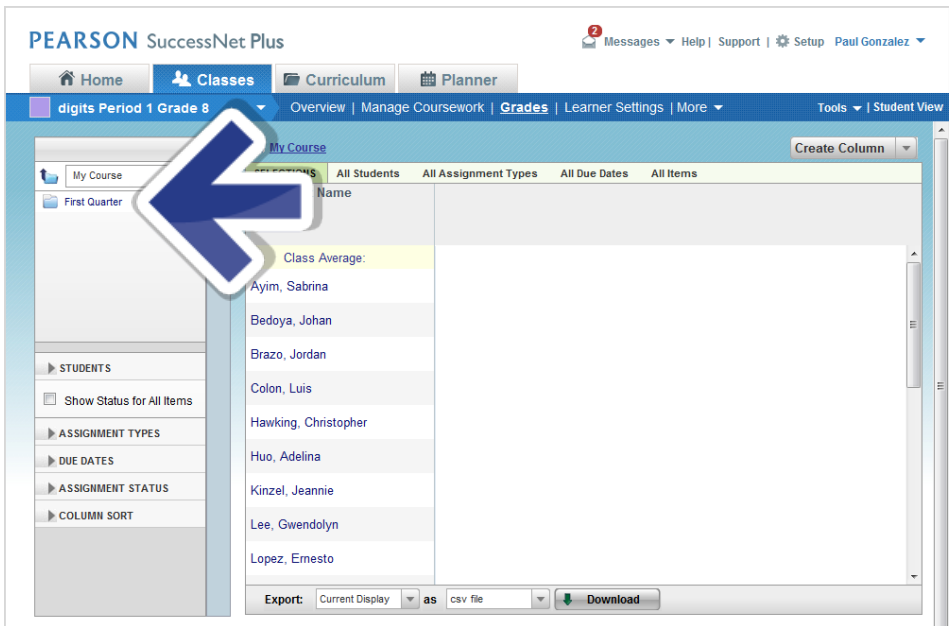 PEARSON SuccessNet Plus
2
Messages Help | Support | Setup Paul Gonzalez
Home Classes Curriculum Planner
digits Period 1 Grade 8 Overview | Manage Coursework | Grades | Learner Settings | More Tools | Student View
My Course Create Column
My Course
SELECTIONS All Students All Assignment Types All Due Dates All Items
First Quarter
Name
Class Average:
Ayim, Sabrina
Bedoya, Johan
Brazo, Jordan
Colon, Luis
Hawking, Christopher
Huo, Adelina
Kinzel, Jeannie
Lee, Gwendolyn
Lopez, Ernesto
STUDENTS
Show Status for All Items
ASSIGNMENT TYPES
DUE DATES
ASSIGNMENT STATUS
COLUMN SORT
Export: Current Display as csv file Download